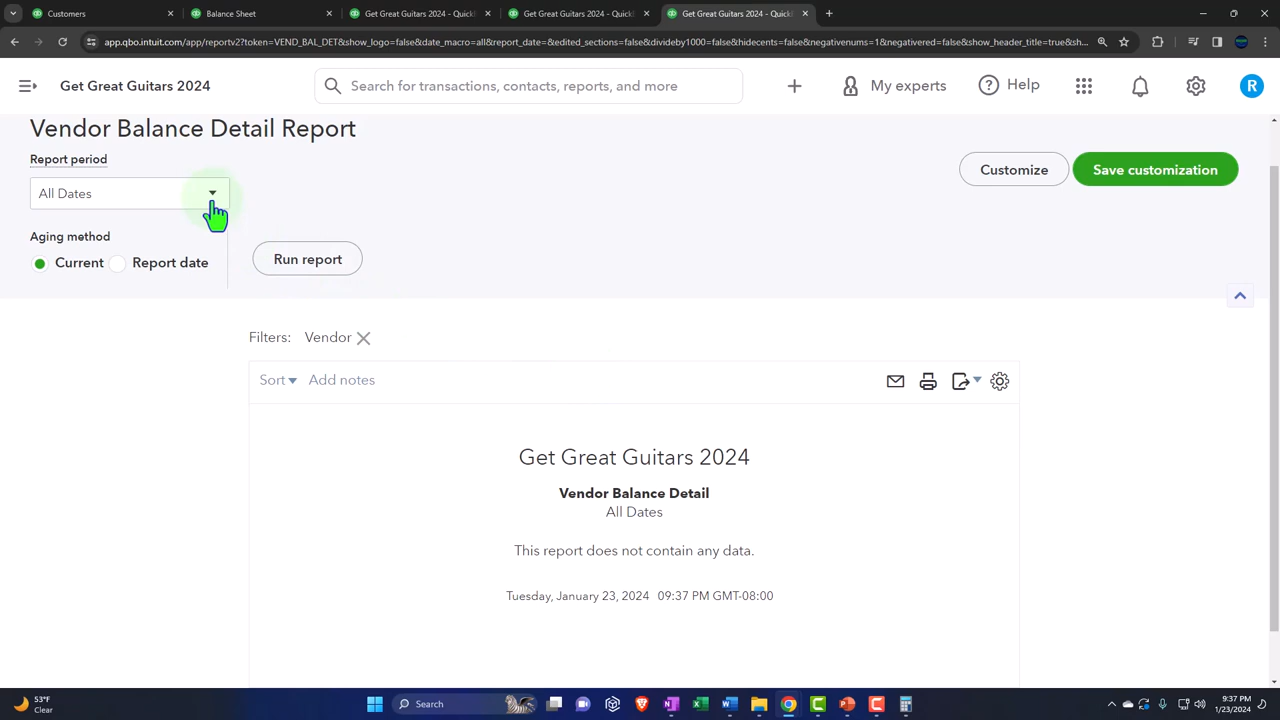 Customers
Balance Sheet
Get Great Guitars 2024 - Quick
Get Great Guitars 2024 - Quick
Get Great Guitars 2024 - Quick
qbo.intuit.com/app/reportv2?token=VEND_BAL_DET&show_logo=false&date_macro=all&report_date=&edited_sections=false&divideby1000=false&hidecents=false&negativenums=1&negativered=false&show_header_title=true&sh...
Get Great Guitars 2024
Search for transactions, contacts, reports, and more
My experts
Help
R
Vendor Balance Detail Report
Report period
All Dates
Customize
Save customization
Aging method
Current
Report date
Run report
Filters: Vendor
Sort
Add notes
Get Great Guitars 2024
Vendor Balance Detail
All Dates
This report does not contain any data.
Tuesday, January 23, 2024 09:37 PM GMT-08:00
53°F
Clear
Search
9:37 PM
1/23/2024